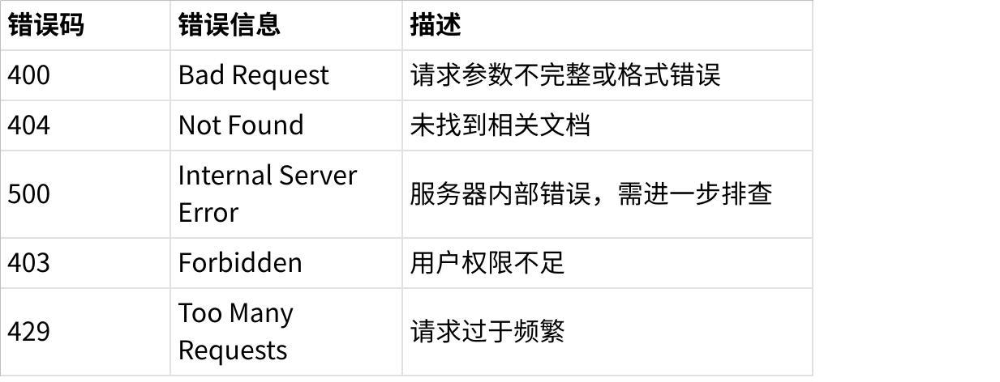 错误码 错误信息 描述
400 Bad Request 请求参数不完整或格式错误
404 Not Found 未找到相关文档
500 Internal Server Error 服务器内部错误，需进一步排查
403 Forbidden 用户权限不足
429 Too Many Requests 请求过于频繁